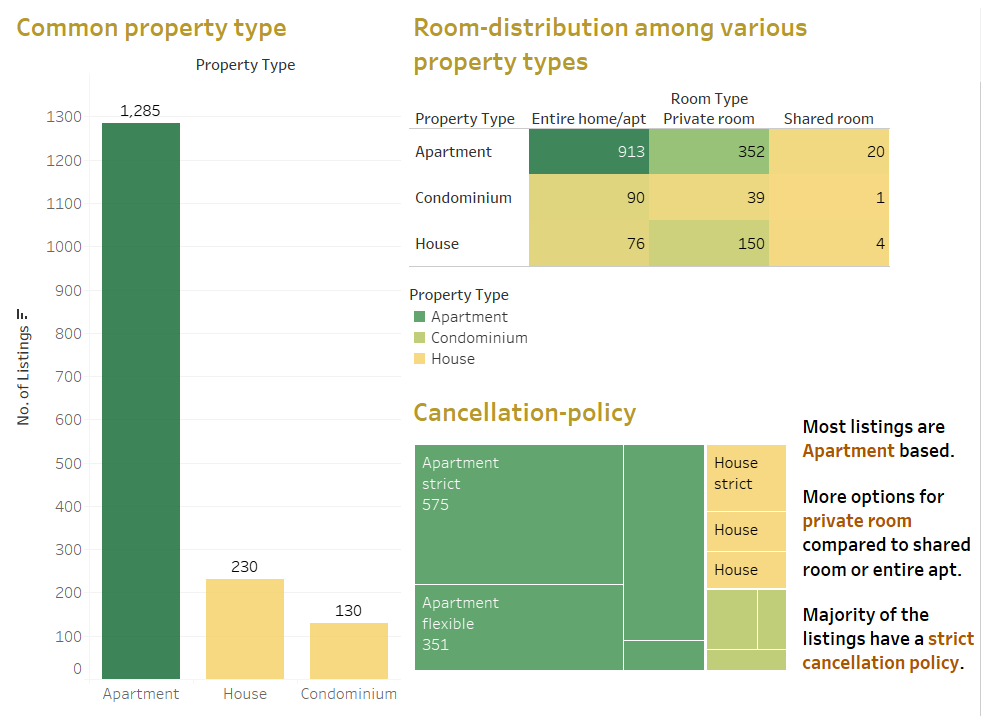 Common property type
Property Type
1,285
1300
1200
1100
1000
900
800
700
600
500
400
300
200
100
0
230
130
No. of Listings
Apartment House Condominium
Room-distribution among various
property types
Room Type
Property Type Entire home/apt Private room Shared room
Apartment 913 352 20
Condominium 90 39 1
House 76 150 4
Property Type
Apartment
Condominium
House
Cancellation-policy
Apartment
strict
575
Apartment
flexible
351
House
strict
House
House
Most listings are
Apartment based.
More options for
private room
compared to shared
room or entire apt.
Majority of the
listings have a strict
cancellation policy.